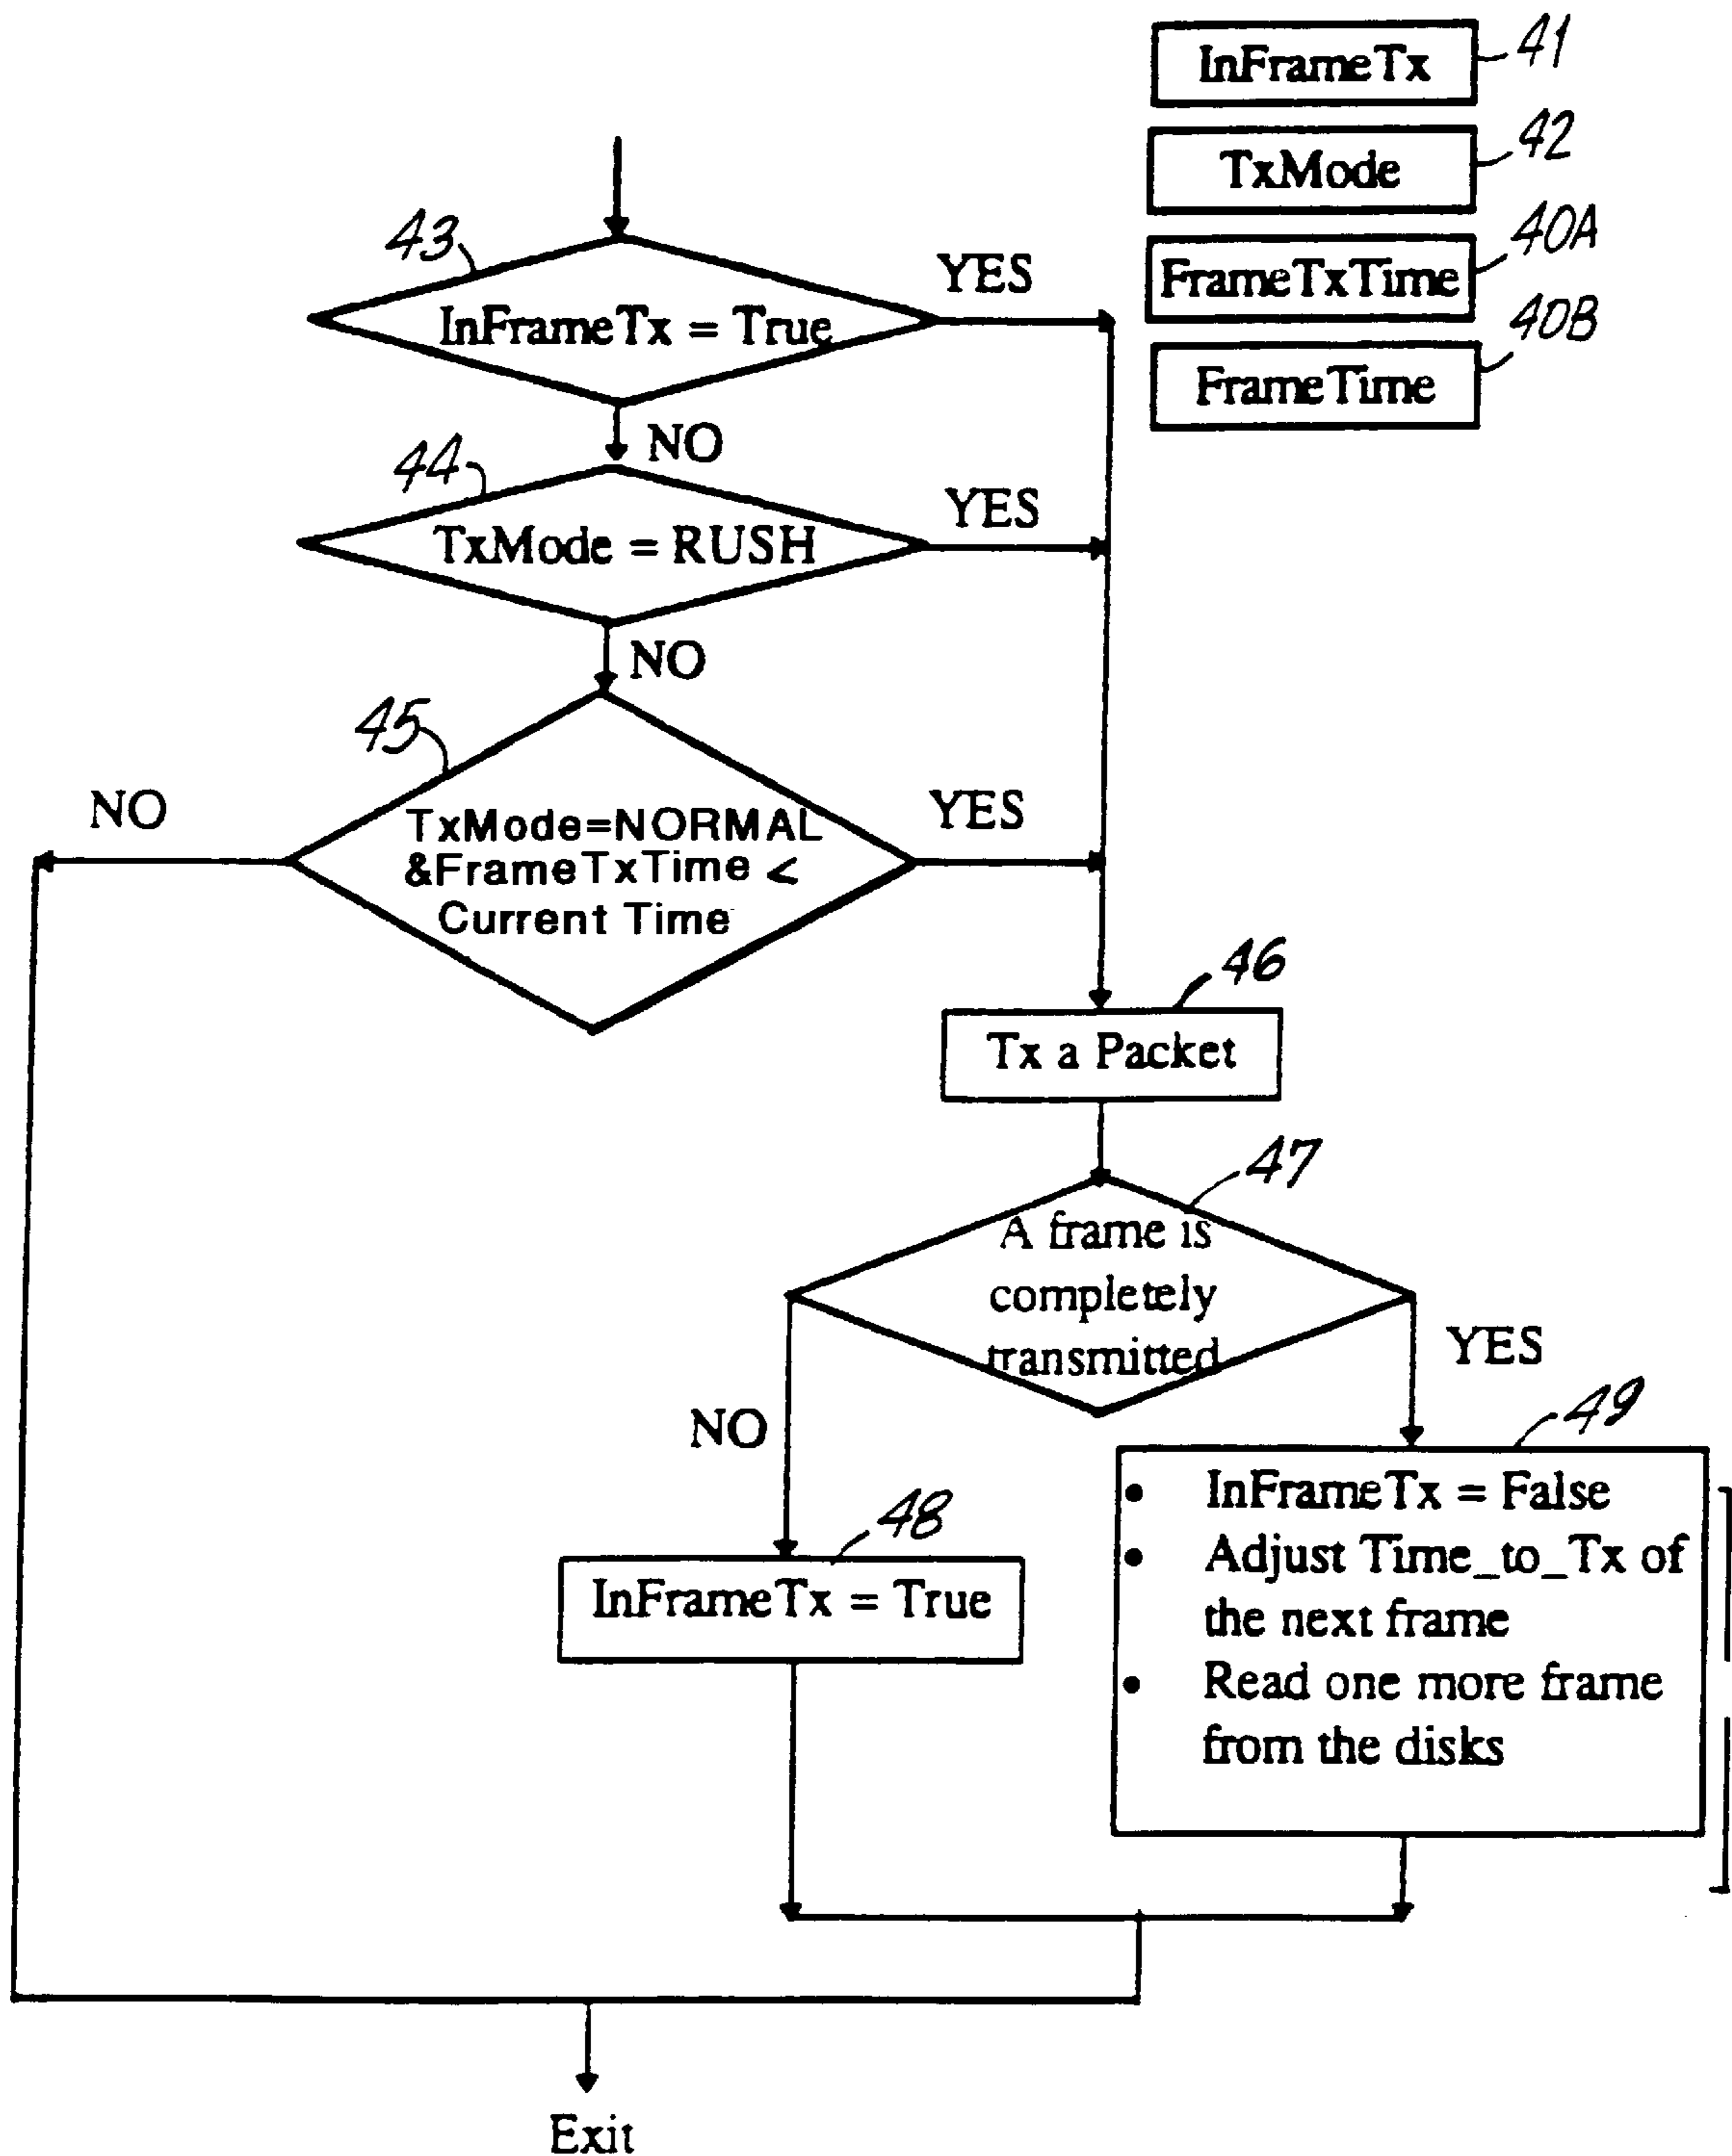 InFrameTx
41
TxMode
42
FrameTxTime
40A
FrameTime
40B
43
InFrameTx = True
YES
NO
44
TxMode = RUSH
YES
NO
45
TxMode=NORMAL
&FrameTxTime <
Current Time
NO
YES
46
Tx a Packet
47
A frame is
completely
transmitted
NO
YES
48
InFrameTx = True
49
• InFrameTx = False
• Adjust Time_to_Tx of
the next frame
• Read one more frame
from the disks
Exit